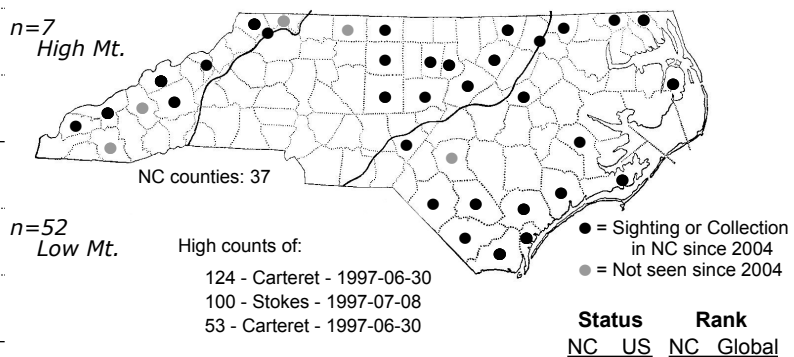 n=7
High Mt.
NC counties: 37
n=52
Low Mt.
High counts of:
124 - Carteret - 1997-06-30
100 - Stokes - 1997-07-08
53 - Carteret - 1997-06-30
● = Sighting or Collection
in NC since 2004
● = Not seen since 2004
Status Rank
NC US NC Global